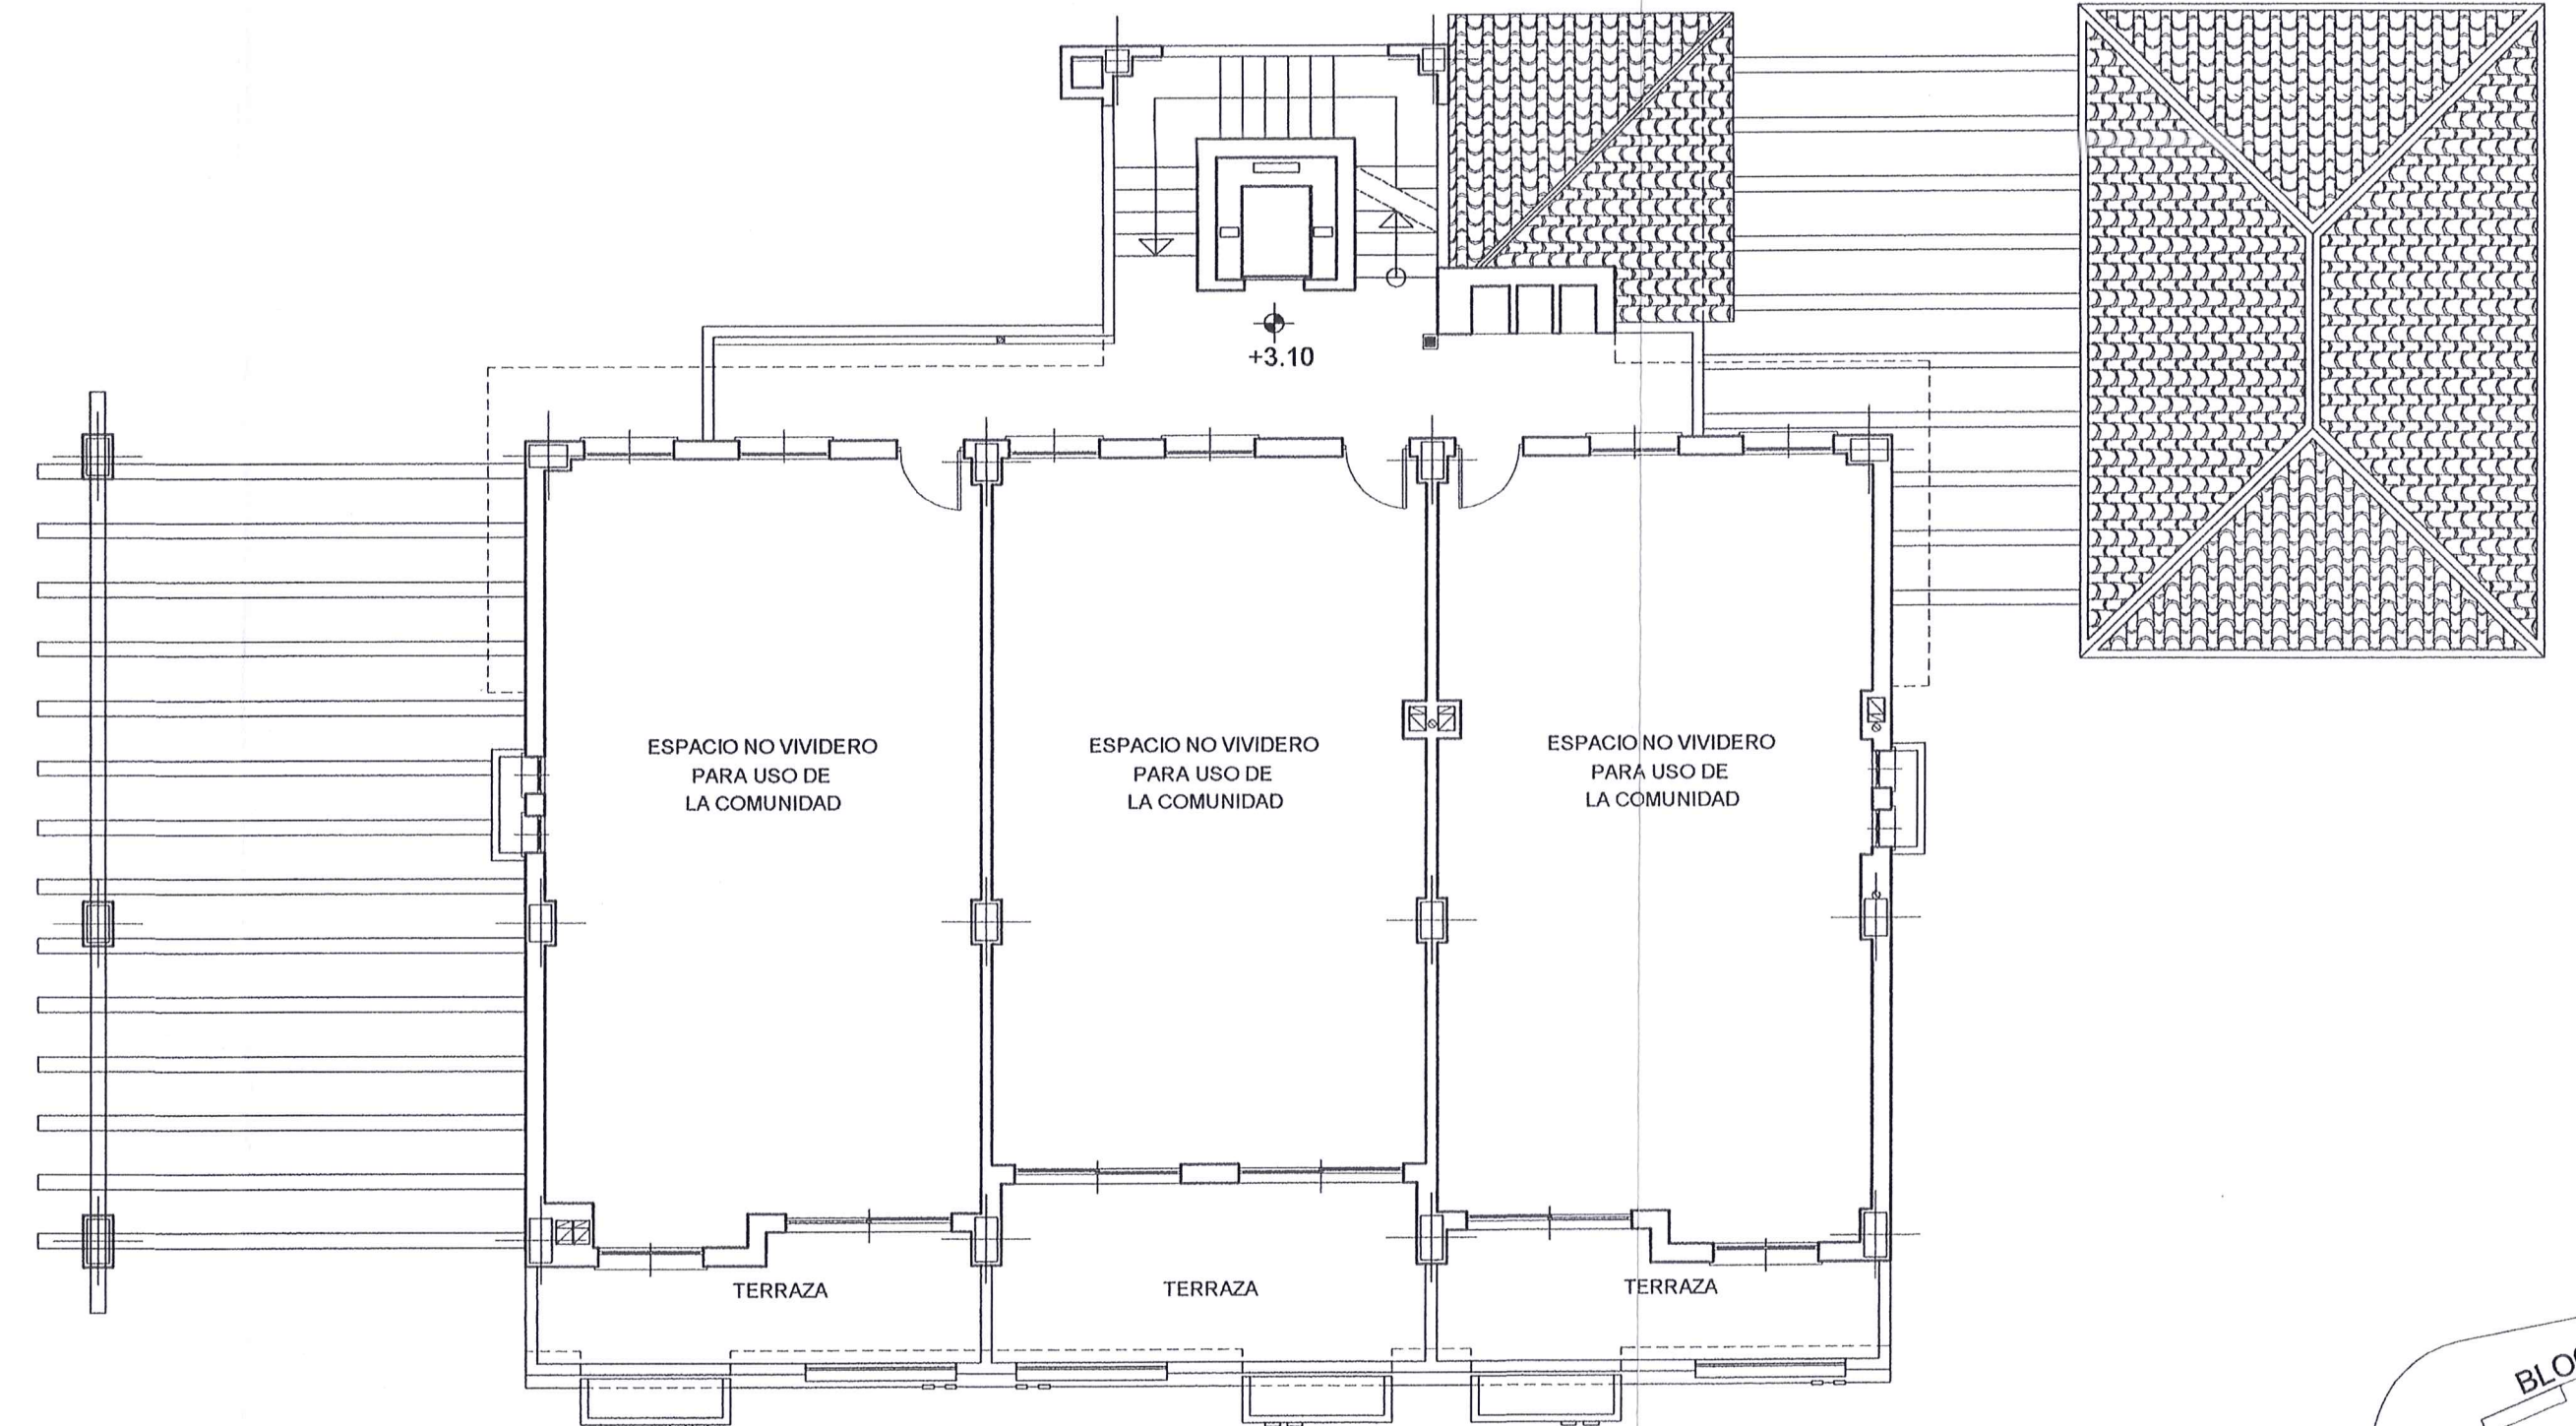 +3.10
ESPACIO NO VIVIDERO
PARA USO DE
LA COMUNIDAD
ESPACIO NO VIVIDERO
PARA USO DE
LA COMUNIDAD
ESPACIO NO VIVIDERO
PARA USO DE
LA COMUNIDAD
TERRAZA
TERRAZA
TERRAZA